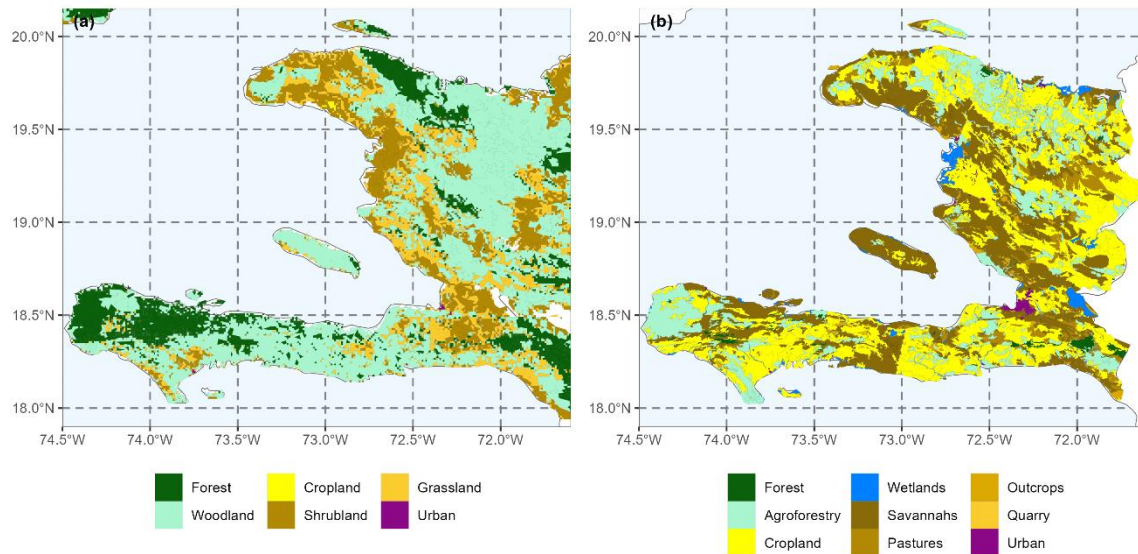 (a)
20.0°N
19.5°N
19.0°N
18.5°N
18.0°N
74.5°W 74.0°W 73.5°W 73.0°W 72.5°W 72.0°W
Forest Cropland Grassland
Woodland Shrubland Urban
(b)
20.0°N
19.5°N
19.0°N
18.5°N
18.0°N
74.5°W 74.0°W 73.5°W 73.0°W 72.5°W 72.0°W
Forest Wetlands Outcrops
Agroforestry Savannahs Quarry
Cropland Pastures Urban